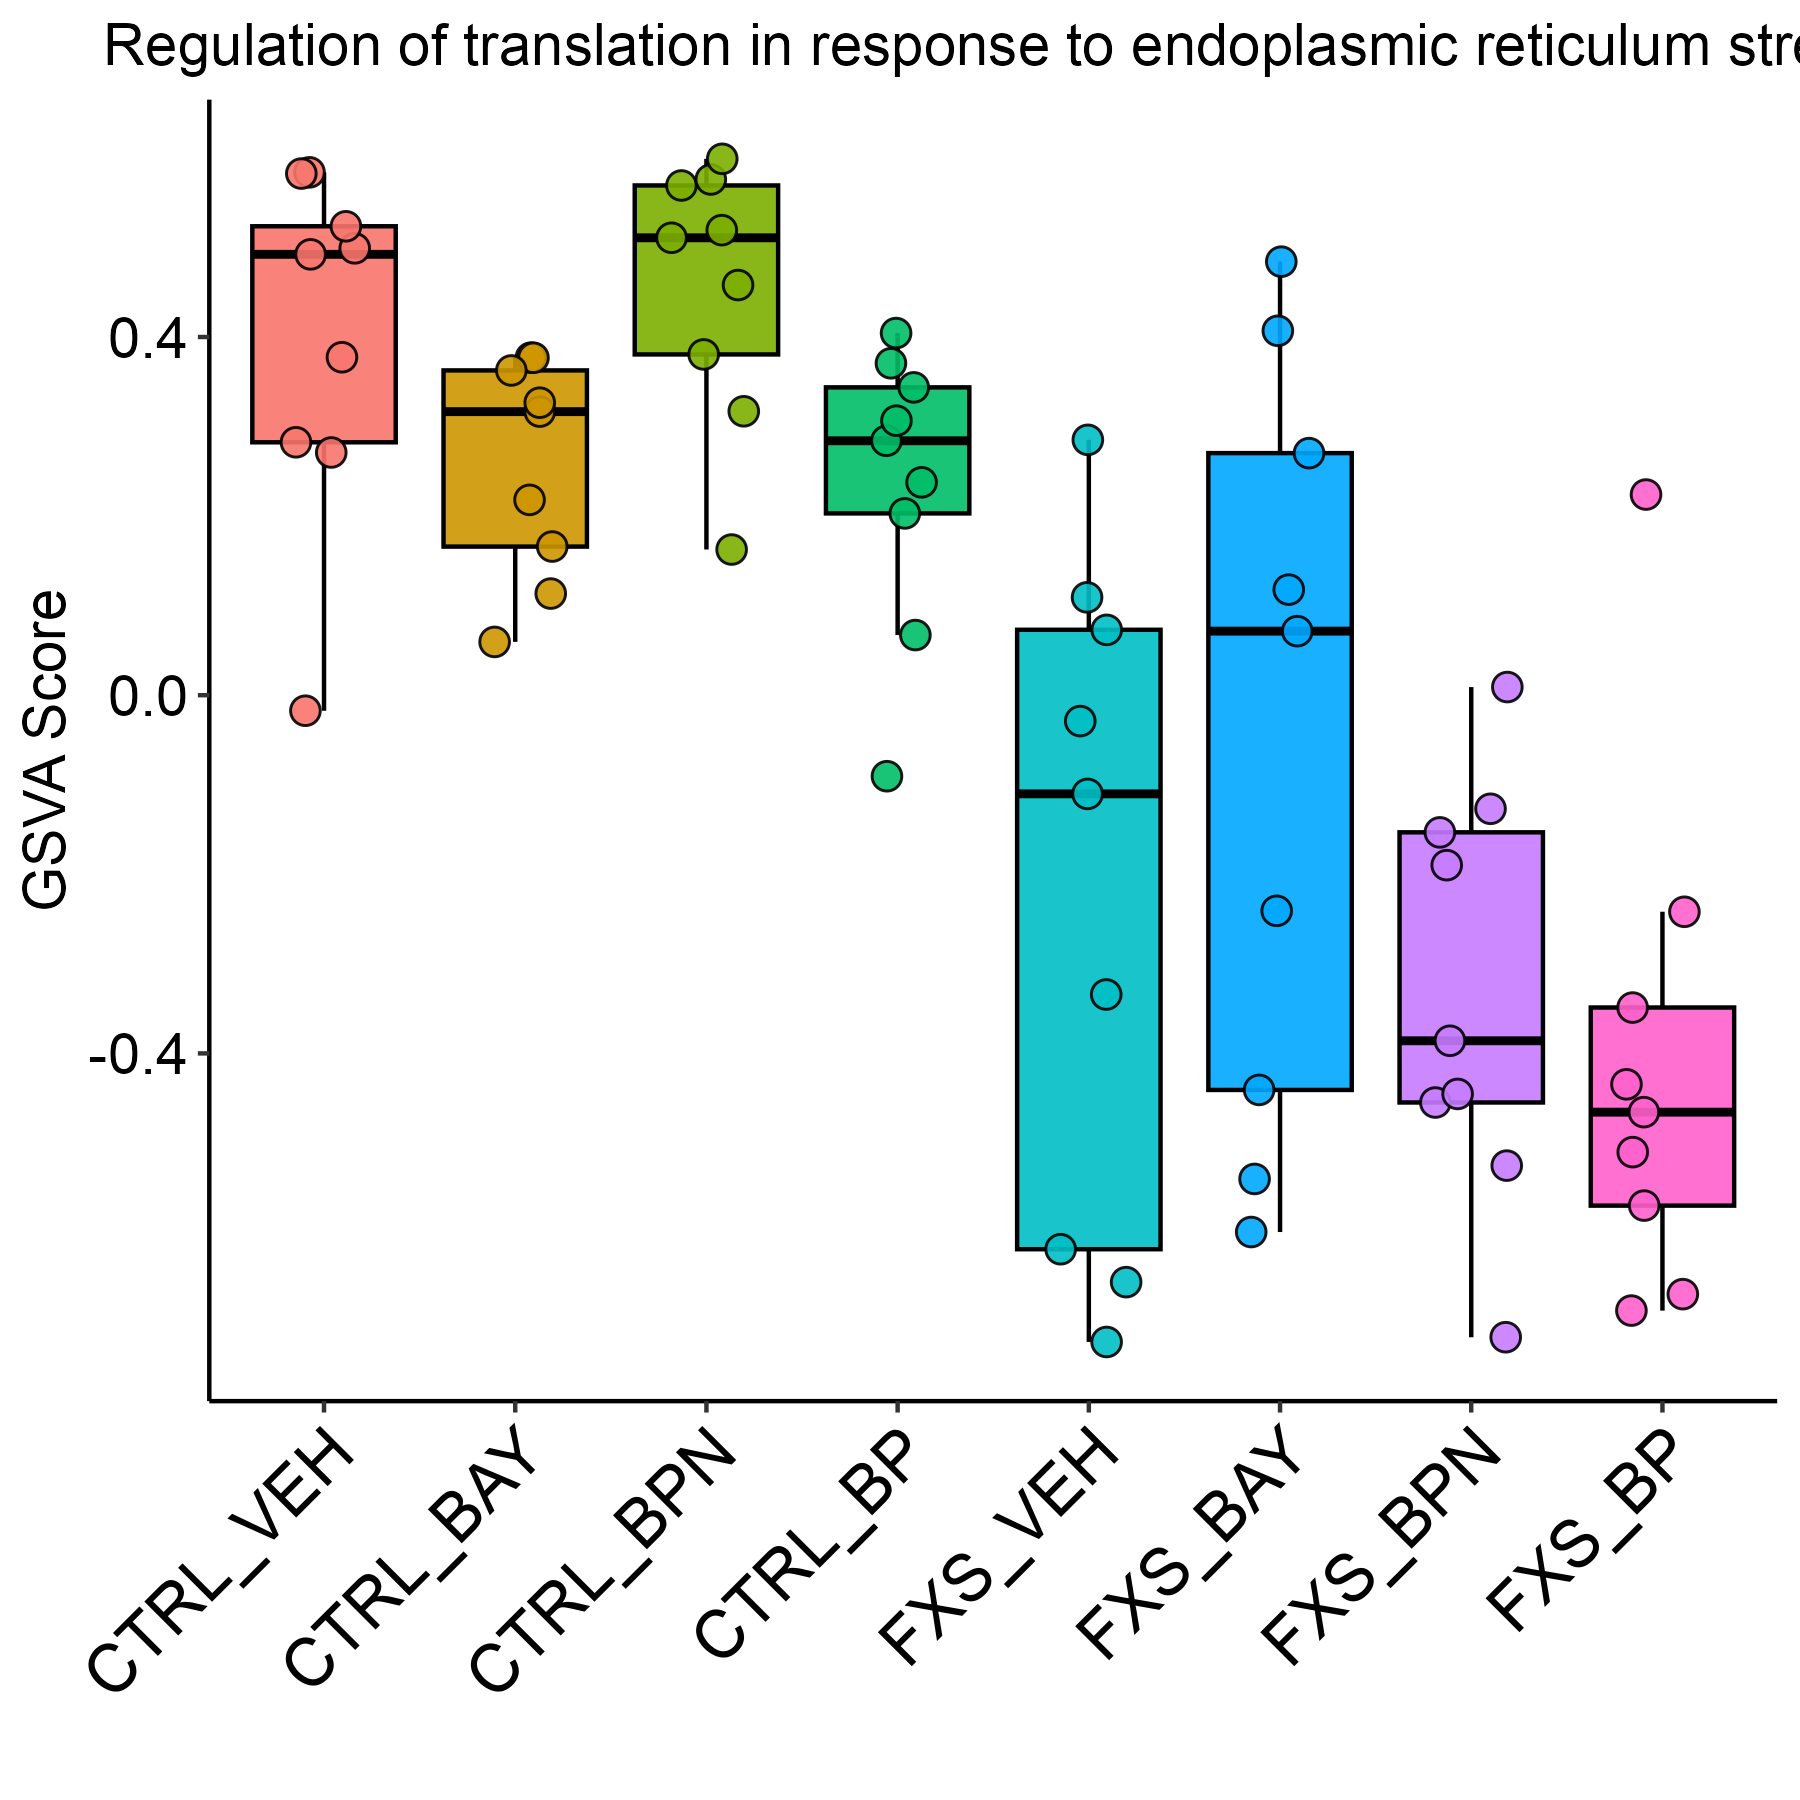 Regulation of translation in response to endoplasmic reticulum stre
GSVA Score
0.4
0.0
-0.4
CTRL_VEH
CTRL_BAY
CTRL_BPN
CTRL_BP
FXS_VEH
FXS_BAY
FXS_BPN
FXS_BP